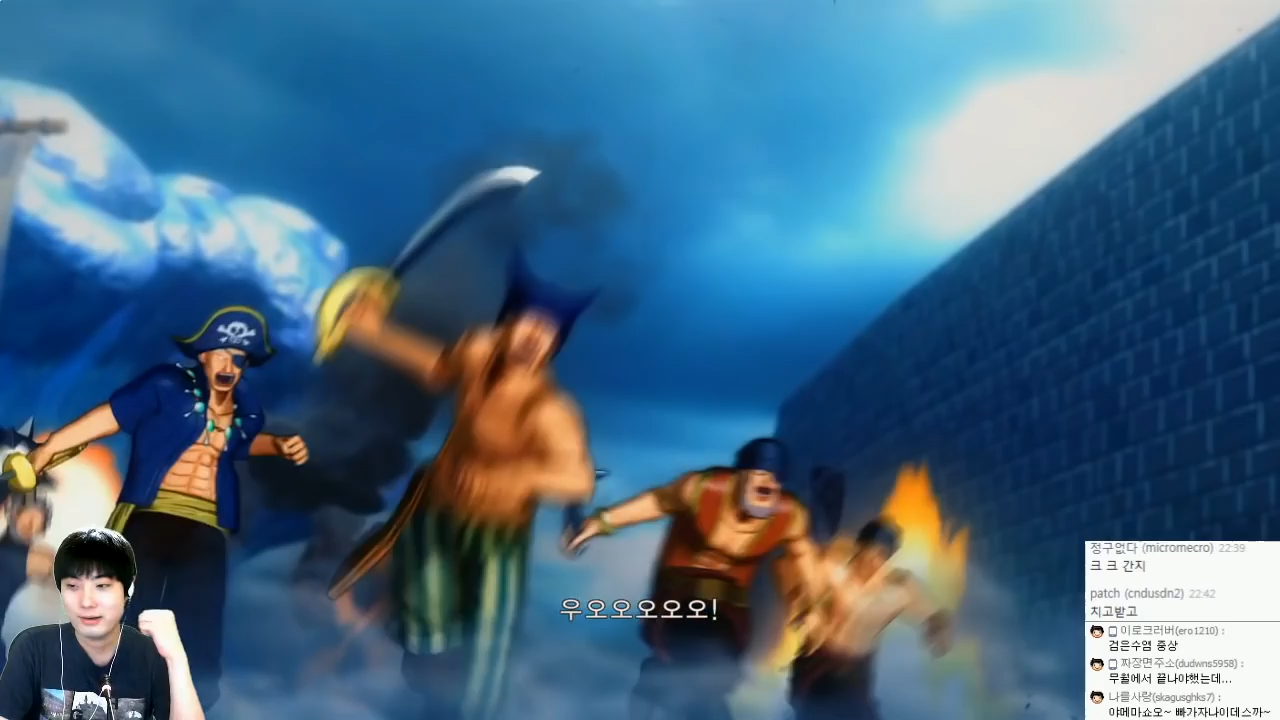 우오오오오오!
정구없다 (micromecro) 22:39
크 크 간지
patch (cndusdn2) 22:42
치고받고
이로크러버(ero1210) :
검은수염 중상
짜장면주소(dudwns5958) :
무훨에서 끝나야했는데...
나를사랑(skagusghks7) :
야메마쇼오~ 빠가자나이데스까~